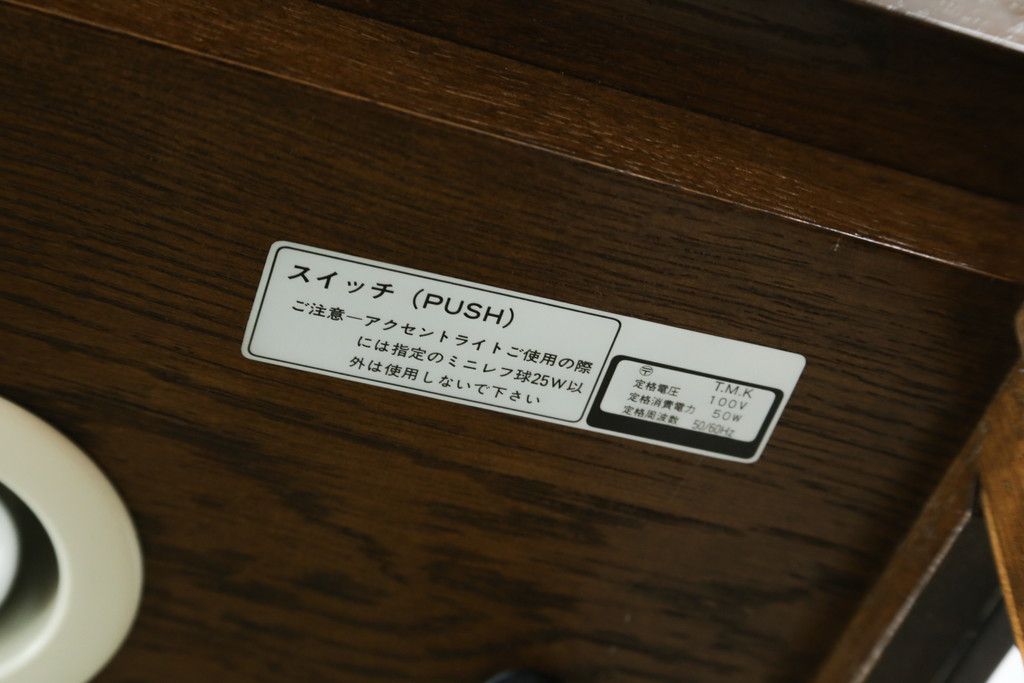 スイッチ (PUSH)
ご注意―アクセントライトご使用の際
には指定のミニレフ球25W以
外は使用しないで下さい
〒 T.M.K
定格電圧 100V
定格消費電力 50W
定格周波数 50/60Hz